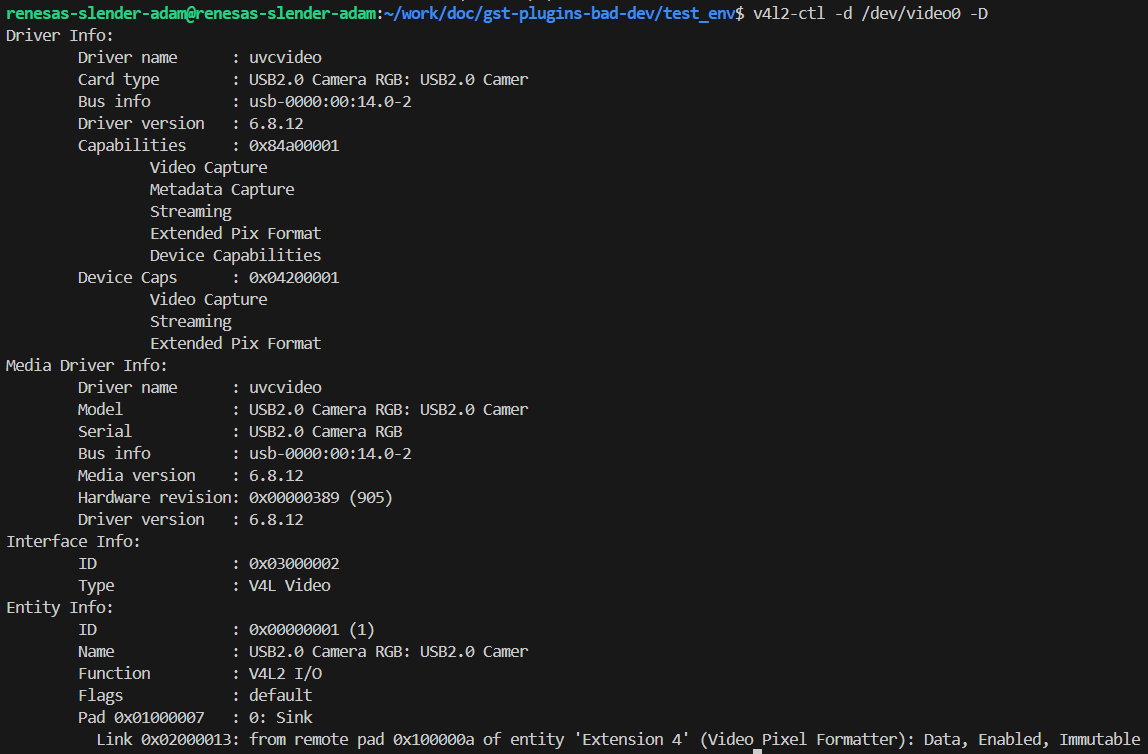 renesas-slender-adam@renesas-slender-adam:~/work/doc/gst-plugins-bad-dev/test_env$ v4l2-ctl -d /dev/video0 -D
Driver Info:
Driver name : uvcvideo
Card type : USB2.0 Camera RGB: USB2.0 Camer
Bus info : usb-0000:00:14.0-2
Driver version : 6.8.12
Capabilities : 0x84a00001
Video Capture
Metadata Capture
Streaming
Extended Pix Format
Device Capabilities
Device Caps : 0x04200001
Video Capture
Streaming
Extended Pix Format
Media Driver Info:
Driver name : uvcvideo
Model : USB2.0 Camera RGB: USB2.0 Camer
Serial : USB2.0 Camera RGB
Bus info : usb-0000:00:14.0-2
Media version : 6.8.12
Hardware revision: 0x00000389 (905)
Driver version : 6.8.12
Interface Info:
ID : 0x03000002
Type : V4L Video
Entity Info:
ID : 0x00000001 (1)
Name : USB2.0 Camera RGB: USB2.0 Camer
Function : V4L2 I/O
Flags : default
Pad 0x01000007 : 0: Sink
Link 0x02000013: from remote pad 0x100000a of entity 'Extension 4' (Video Pixel Formatter): Data, Enabled, Immutable